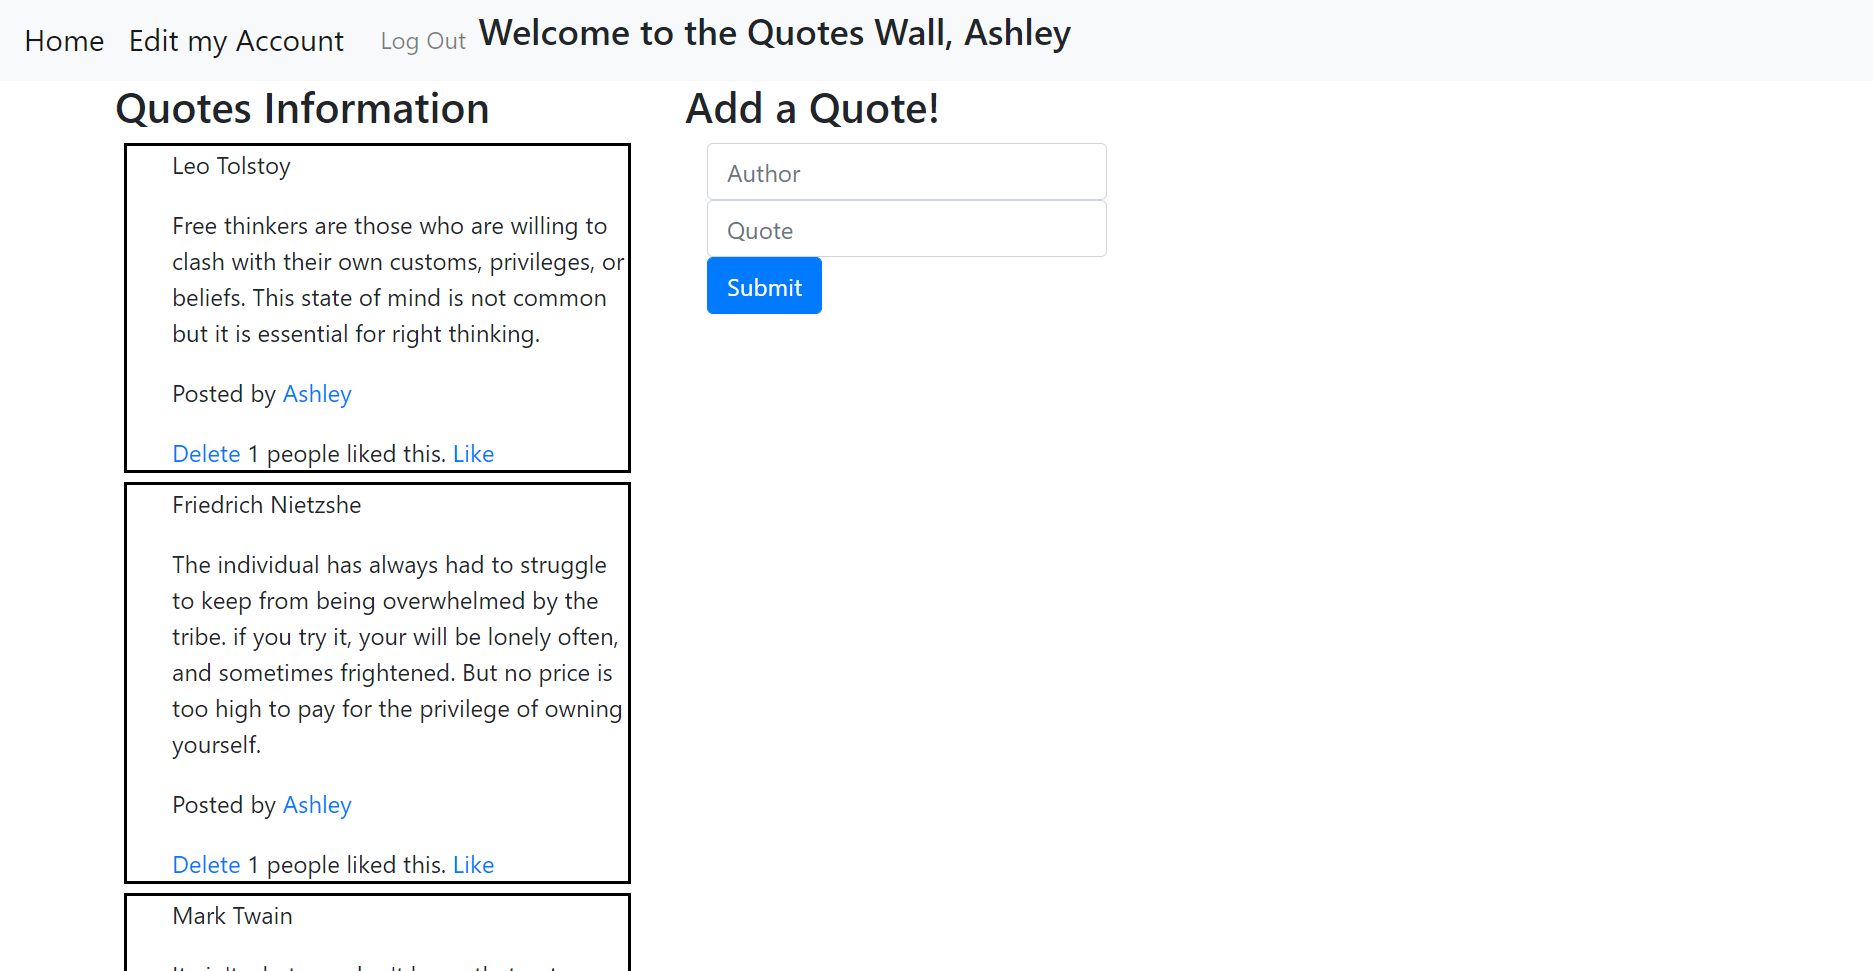 Home Edit my Account Log Out Welcome to the Quotes Wall, Ashley
Quotes Information
Leo Tolstoy
Free thinkers are those who are willing to
clash with their own customs, privileges, or
beliefs. This state of mind is not common
but it is essential for right thinking.
Posted by Ashley
Delete 1 people liked this. Like
Friedrich Nietzshe
The individual has always had to struggle
to keep from being overwhelmed by the
tribe. if you try it, your will be lonely often,
and sometimes frightened. But no price is
too high to pay for the privilege of owning
yourself.
Posted by Ashley
Delete 1 people liked this. Like
Mark Twain
Add a Quote!
Author
Quote
Submit